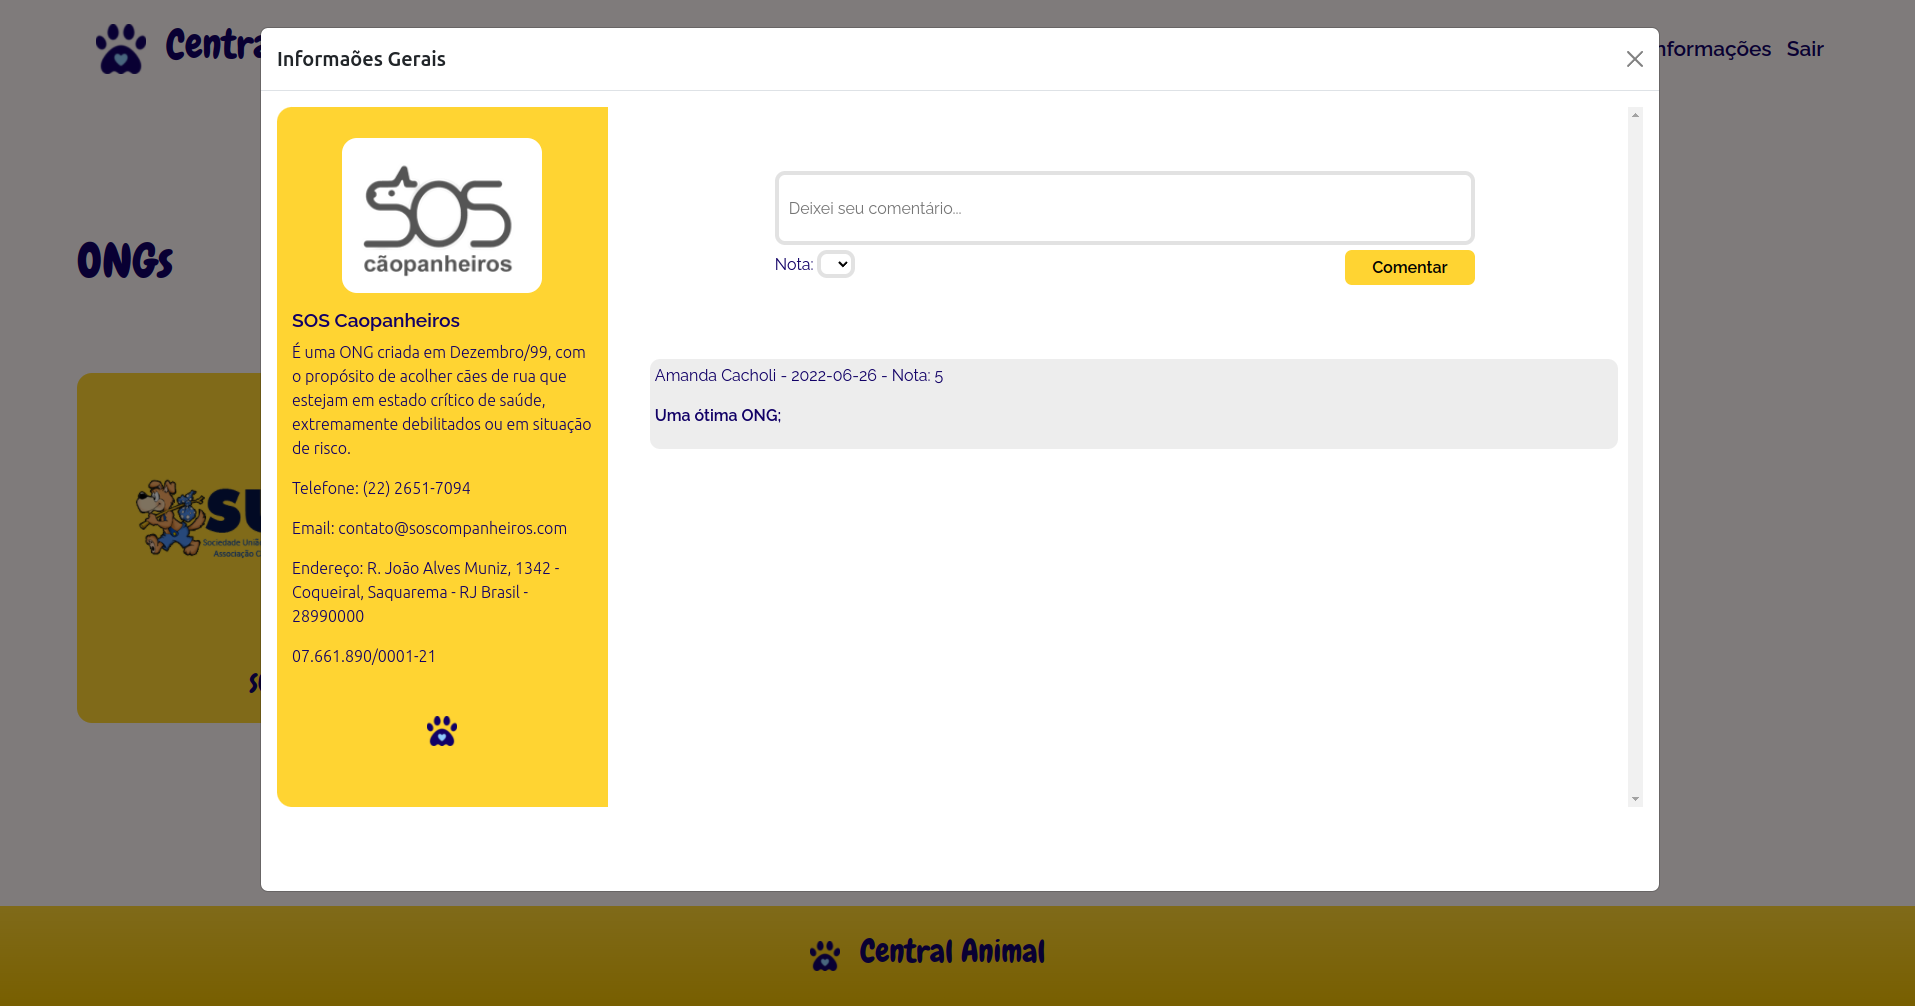 Centra
nformações Sair
Informaões Gerais
SOS
cãopanheiros
SOS Caopanheiros
É uma ONG criada em Dezembro/99, com
o propósito de acolher cães de rua que
estejam em estado crítico de saúde,
extremamente debilitados ou em situação
de risco.
Telefone: (22) 2651-7094
Email: contato@soscompanheiros.com
Endereço: R. João Alves Muniz, 1342 -
Coqueiral, Saquarema - RJ Brasil -
28990000
07.661.890/0001-21
Deixei seu comentário...
Nota:
Comentar
Amanda Cacholi - 2022-06-26 - Nota: 5
Uma ótima ONG;
ONGs
SU
Sociedade União
Associação
Central Animal